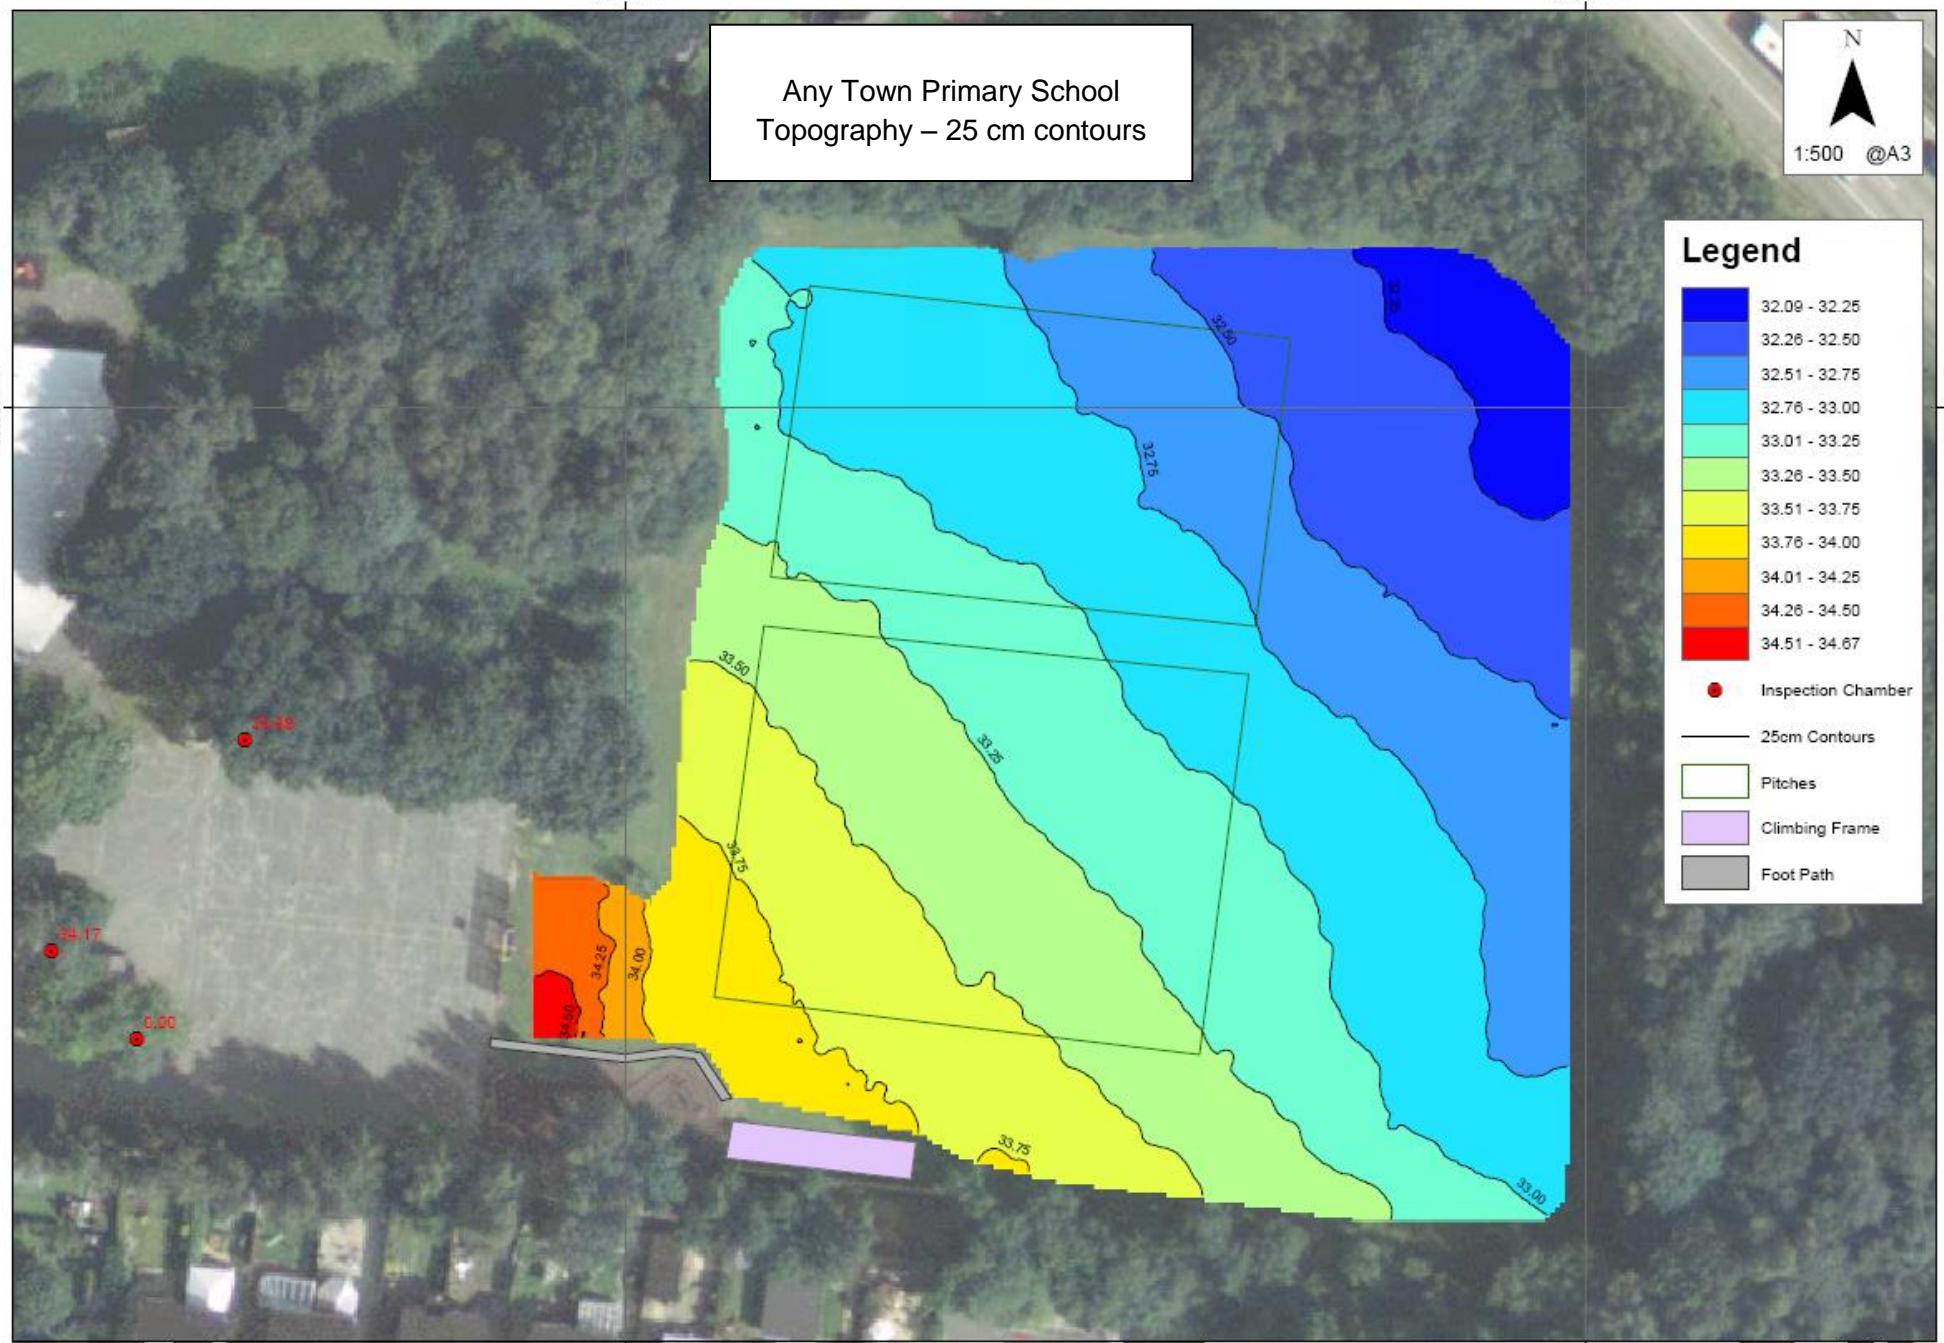 Any Town Primary School
Topography – 25 cm contours
N
1:500 @A3
Legend
32.09 - 32.25
32.26 - 32.50
32.51 - 32.75
32.76 - 33.00
33.01 - 33.25
33.26 - 33.50
33.51 - 33.75
33.76 - 34.00
34.01 - 34.25
34.26 - 34.50
34.51 - 34.67
Inspection Chamber
25cm Contours
Pitches
Climbing Frame
Foot Path
32.50
32.75
33.50
33.25
33.75
34.17
34.25
34.00
34.50
0.00
33.75
33.00